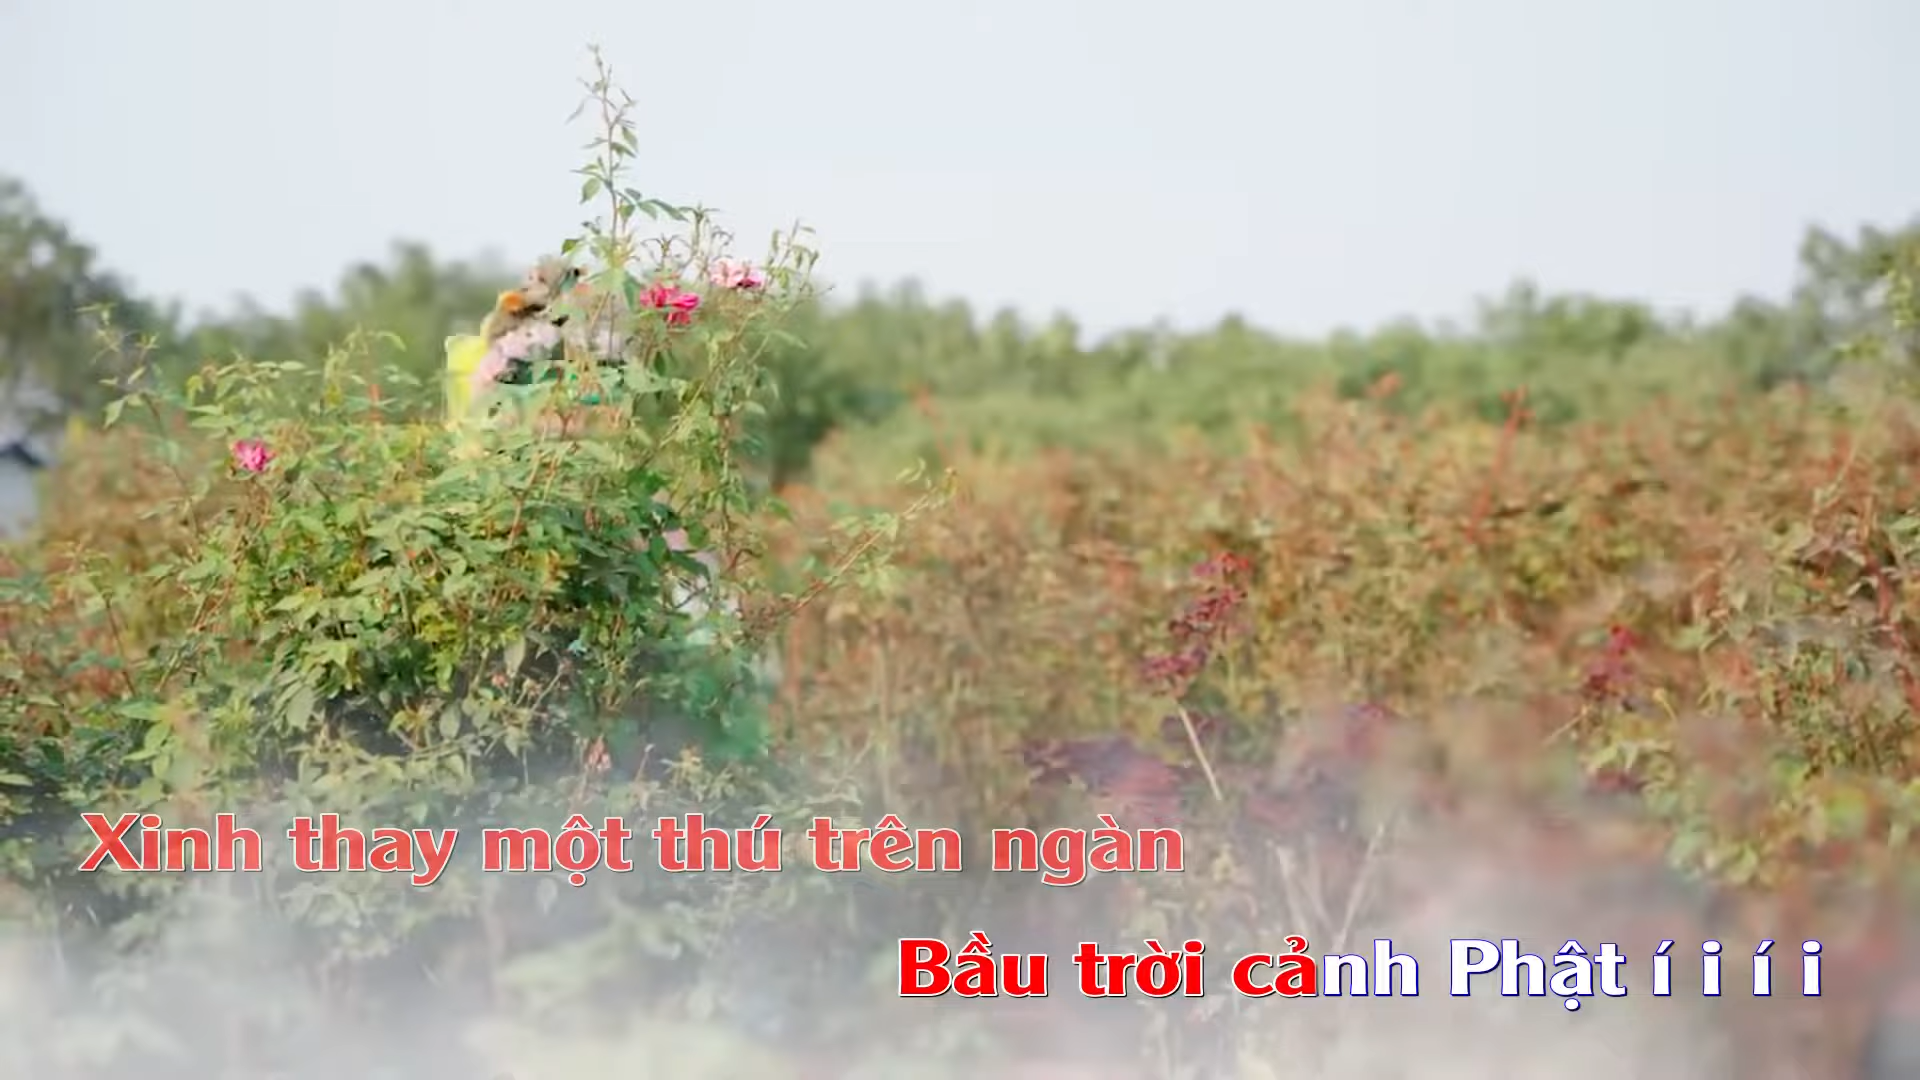 Xinh thay một thú trên ngàn
Bầu trời cảnh Phật í i í i